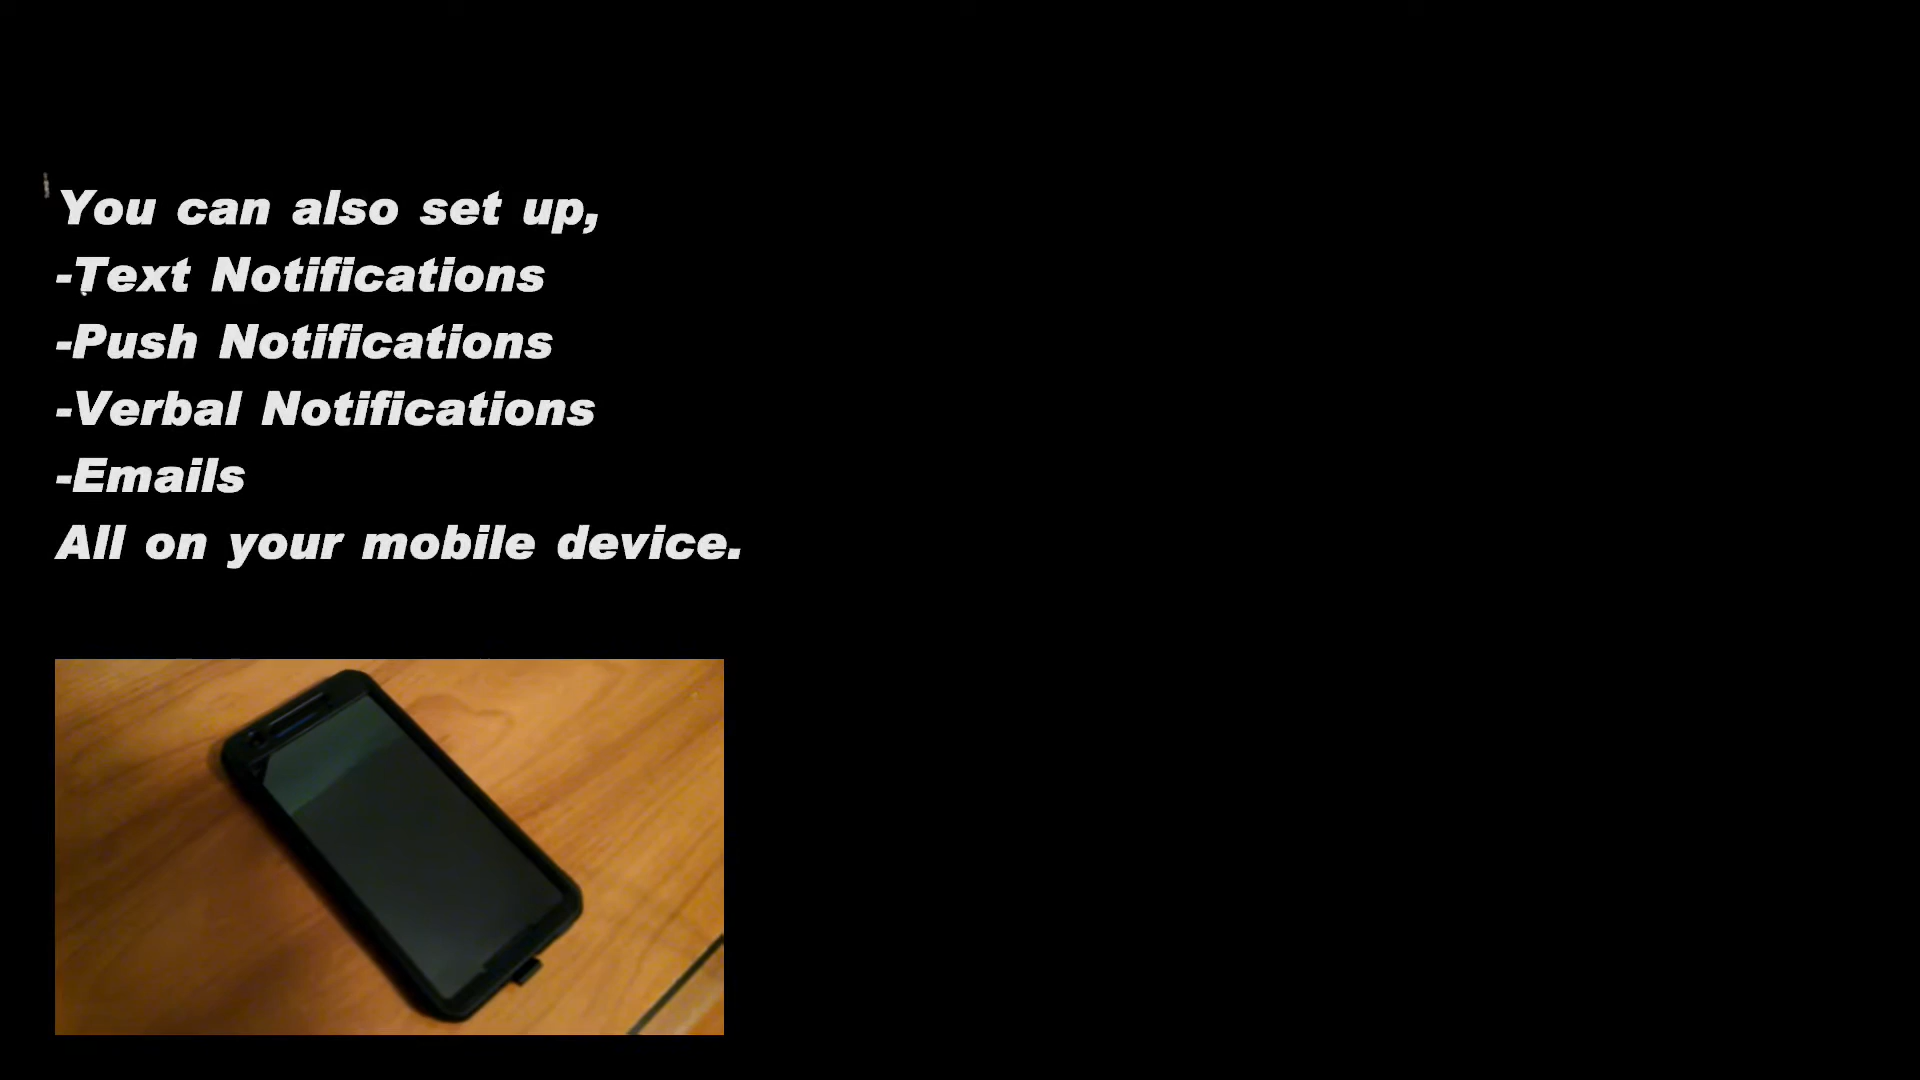 You can also set up,
-Text Notifications
-Push Notifications
-Verbal Notifications
-Emails
All on your mobile device.